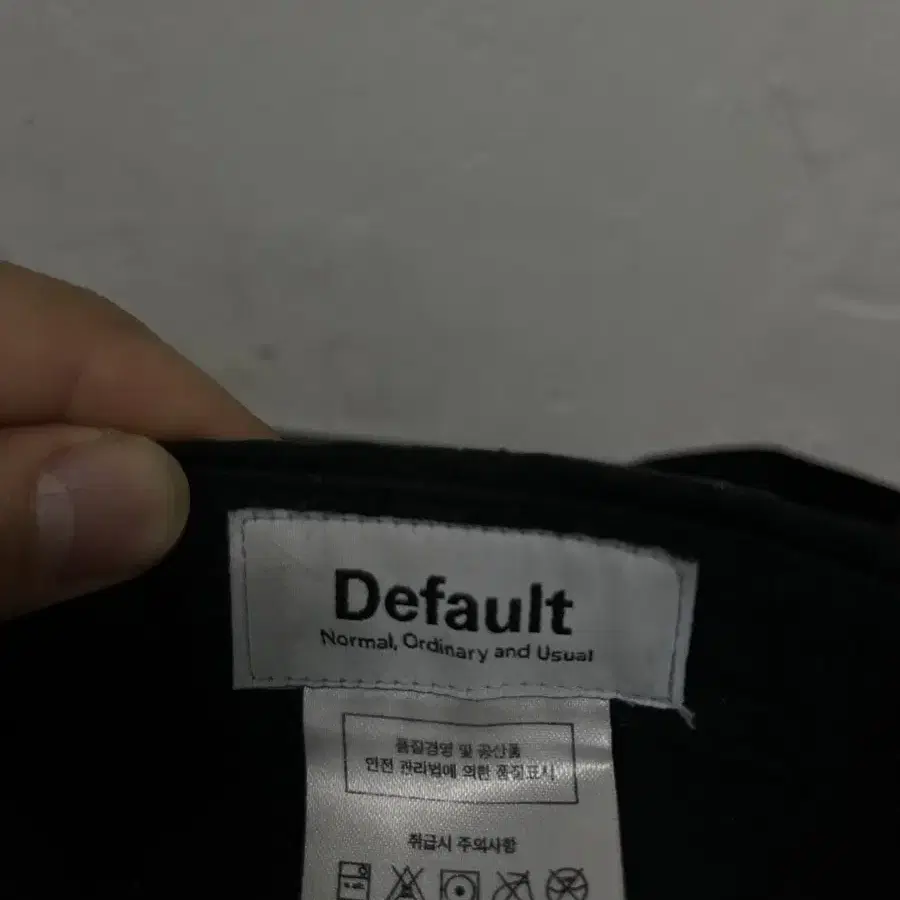 Default
Normal, Ordinary and Usual
품질경영 및 공산품
안전 관리법에 의한 품질표시
취급시 주의사항